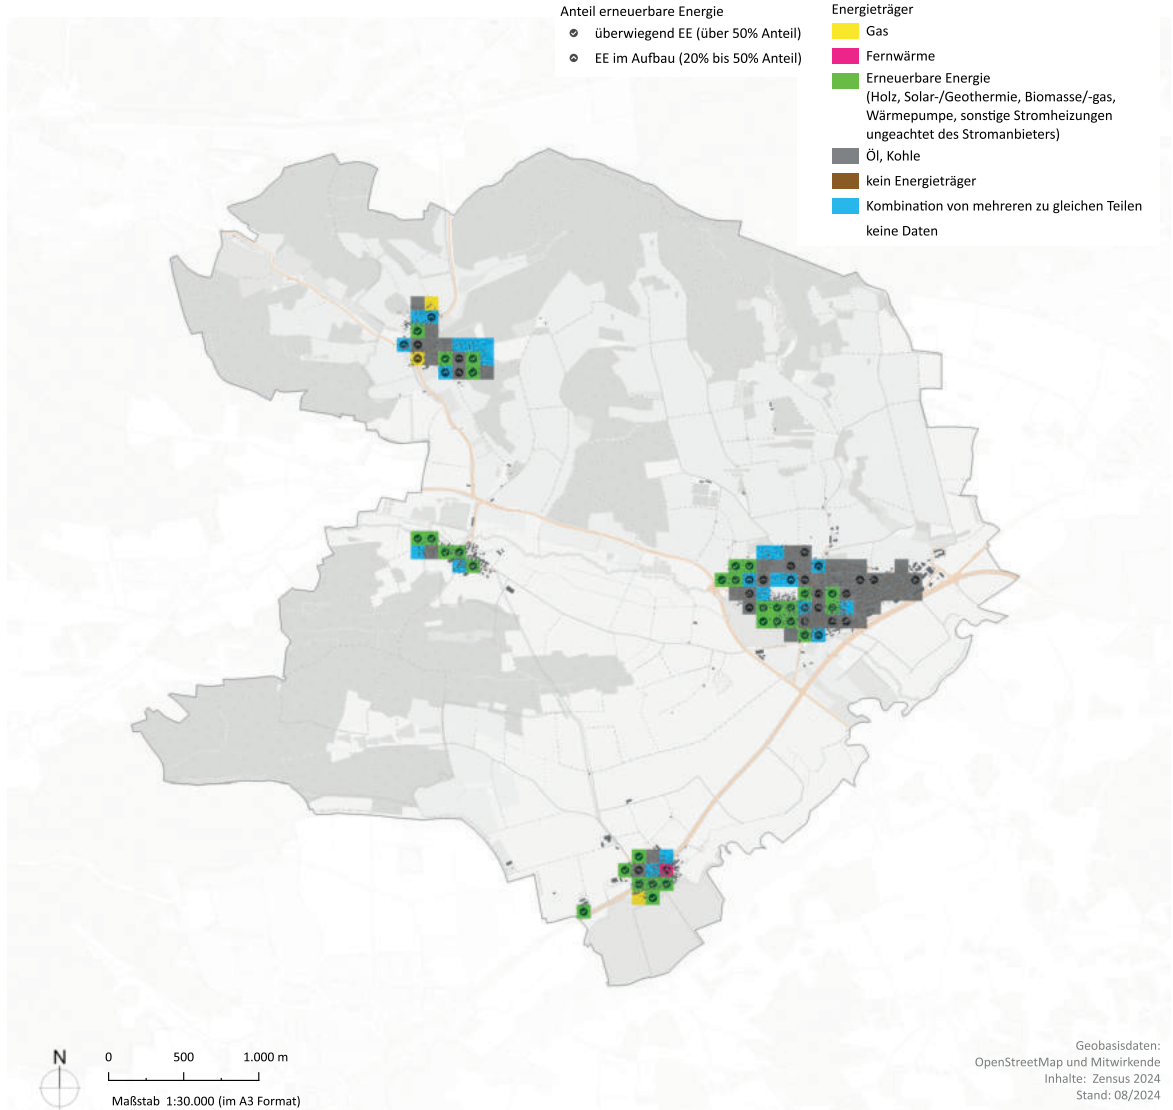 Anteil erneuerbare Energie
überwiegend EE (über 50% Anteil)
EE im Aufbau (20% bis 50% Anteil)
Energieträger
Gas
Fernwärme
Erneuerbare Energie
(Holz, Solar-/Geothermie, Biomasse/-gas,
Wärmepumpe, sonstige Stromheizungen
ungeachtet des Stromanbieters)
Öl, Kohle
kein Energieträger
Kombination von mehreren zu gleichen Teilen
keine Daten
N
0 500 1.000 m
Maßstab 1:30.000 (im A3 Format)
Geobasisdaten:
OpenStreetMap und Mitwirkende
Inhalte: Zensus 2024
Stand: 08/2024